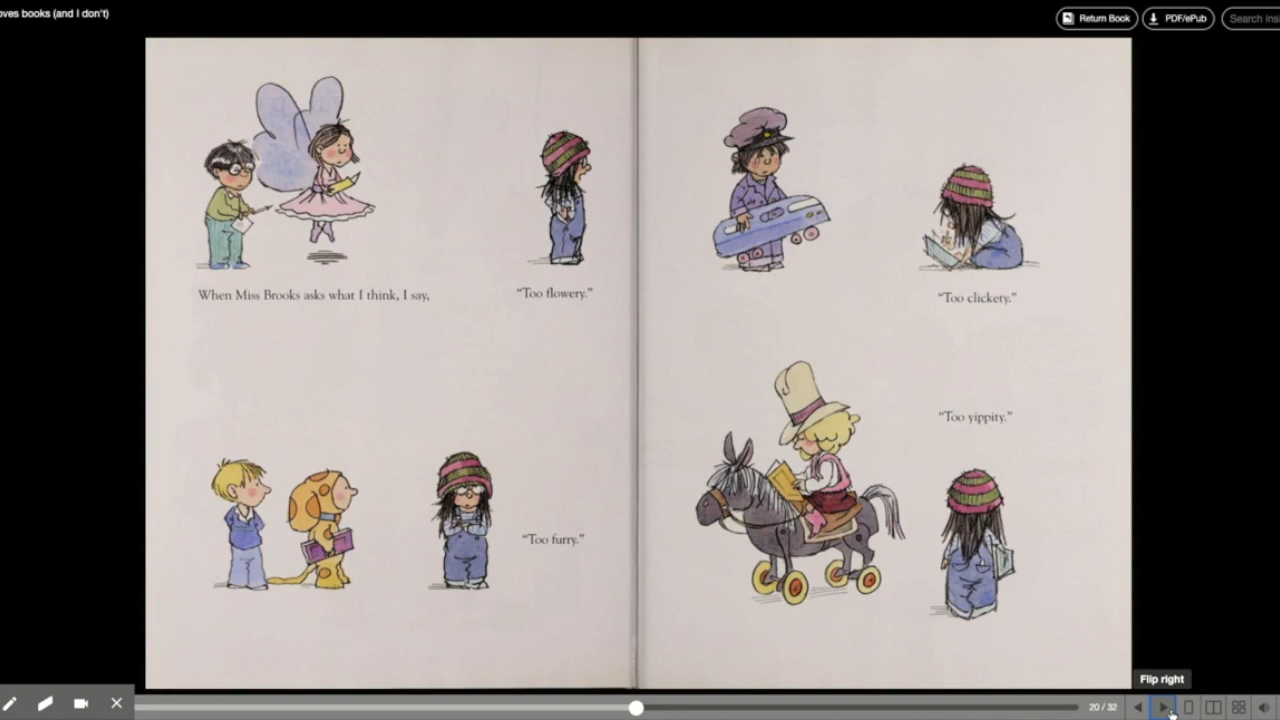 oves books (and I don't)
Return Book
PDF/ePub
Search ins
When Miss Brooks asks what I think, I say,
"Too flowery."
"Too clickety."
"Too yippity."
"Too furry."
Flip right
20 / 32